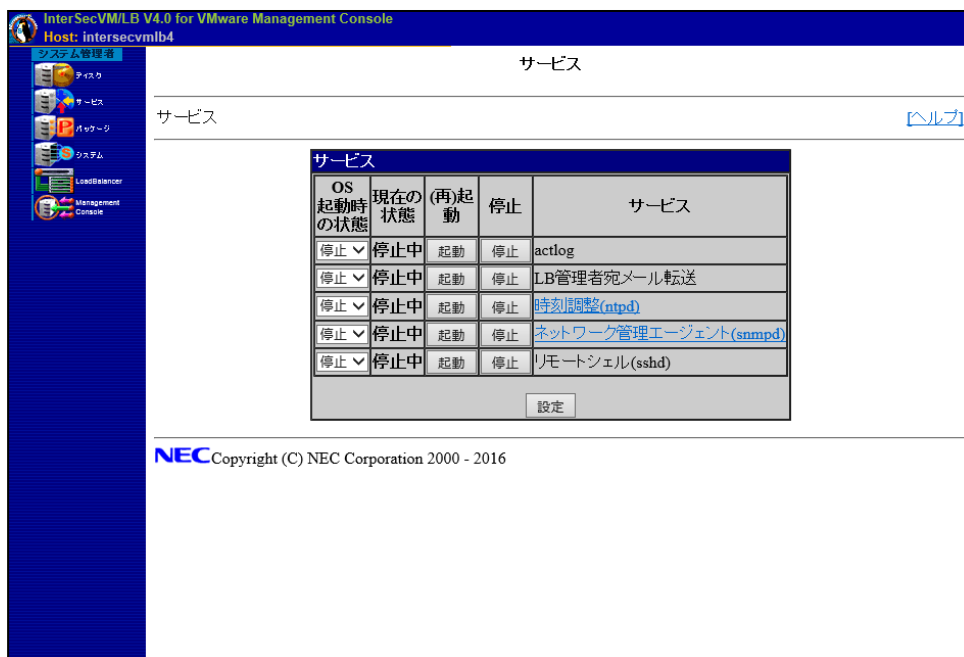 InterSecVM/LB V4.0 for VMware Management Console
Host: intersecvmlb4
システム管理者
ディスク
サービス
パッケージ
システム
LoadBalancer
Management
Console
サービス
サービス
[ヘルプ]
サービス
OS
起動時
の状態
現在の
状態
(再)起
動
停止
サービス
停止 停止中 起動 停止 actlog
停止 停止中 起動 停止 LB管理者宛メール転送
停止 停止中 起動 停止 時刻調整(ntpd)
停止 停止中 起動 停止 ネットワーク管理エージェント(snmpd)
停止 停止中 起動 停止 リモートシェル(sshd)
設定
NEC Copyright (C) NEC Corporation 2000 - 2016